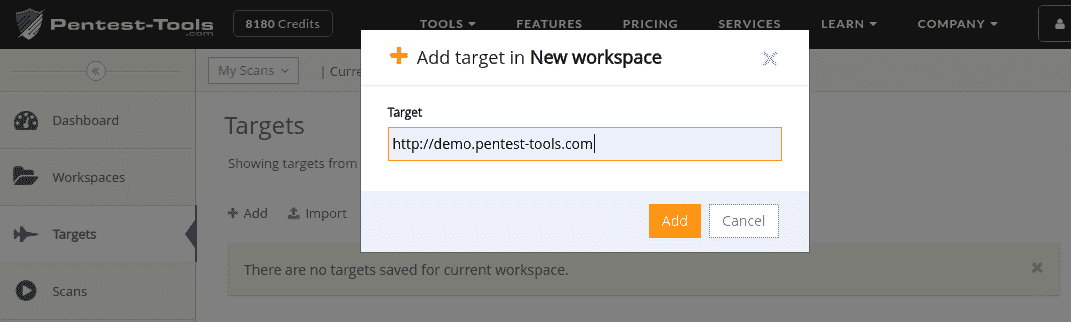 Pentest-Tools.com 8180 Credits TOOLS FEATURES PRICING SERVICES LEARN COMPANY
Add target in New workspace
My Scans | Curre
Target
http://demo.pentest-tools.com
Dashboard
Targets
Showing targets from
Workspaces
+ Add Import
Add Cancel
Targets
There are no targets saved for current workspace.
Scans